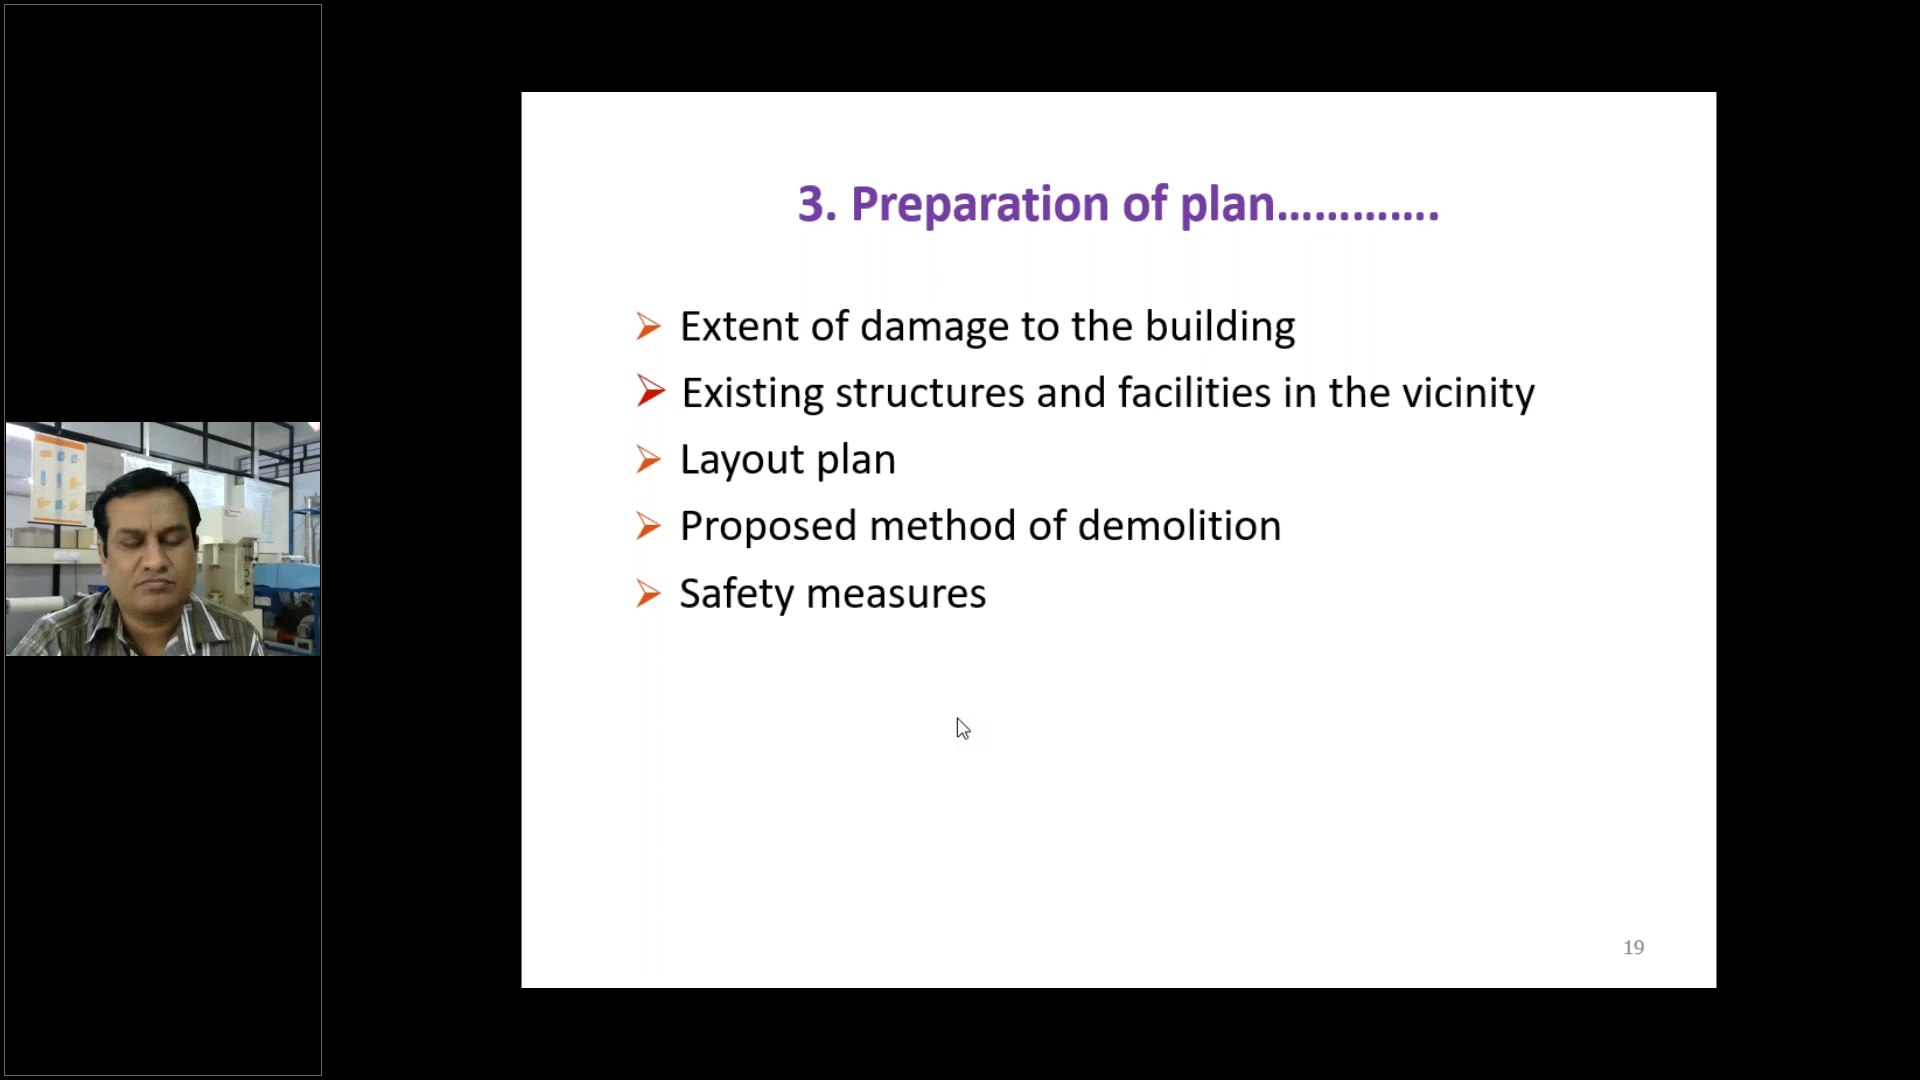 3. Preparation of plan.............
Extent of damage to the building
Existing structures and facilities in the vicinity
Layout plan
Proposed method of demolition
Safety measures
19